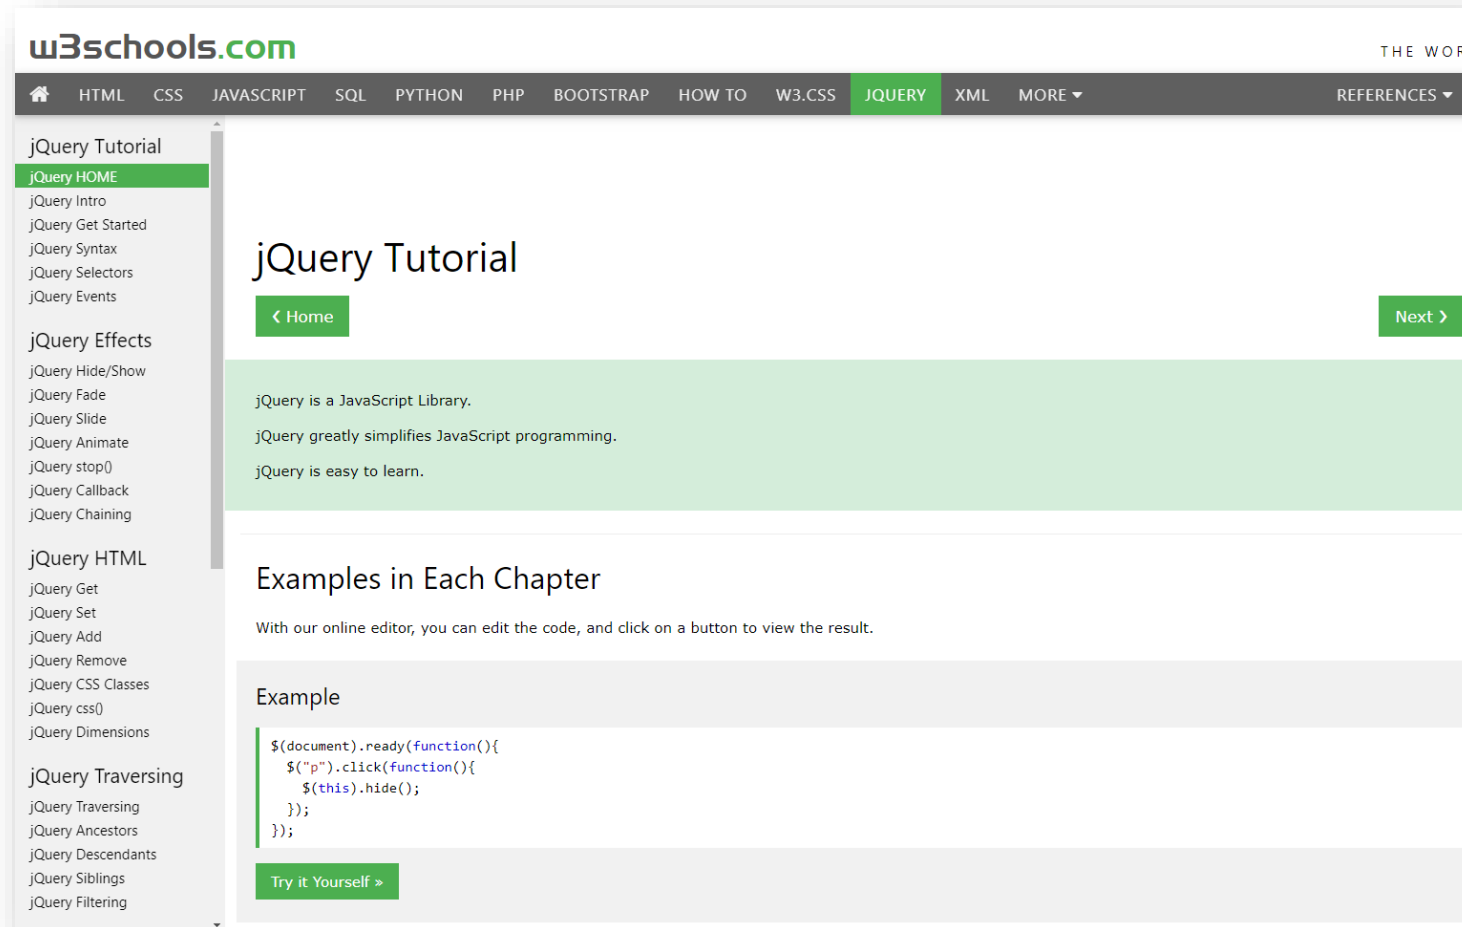 w3schools.com
THE WOR
HTML CSS JAVASCRIPT SQL PYTHON PHP BOOTSTRAP HOW TO W3.CSS JQUERY XML MORE REFERENCES
jQuery Tutorial
jQuery HOME
jQuery Intro
jQuery Get Started
jQuery Syntax
jQuery Selectors
jQuery Events
jQuery Effects
jQuery Hide/Show
jQuery Fade
jQuery Slide
jQuery Animate
jQuery stop()
jQuery Callback
jQuery Chaining
jQuery HTML
jQuery Get
jQuery Set
jQuery Add
jQuery Remove
jQuery CSS Classes
jQuery css()
jQuery Dimensions
jQuery Traversing
jQuery Traversing
jQuery Ancestors
jQuery Descendants
jQuery Siblings
jQuery Filtering
jQuery Tutorial
❮ Home
Next ❯
jQuery is a JavaScript Library.
jQuery greatly simplifies JavaScript programming.
jQuery is easy to learn.
Examples in Each Chapter
With our online editor, you can edit the code, and click on a button to view the result.
Example
$(document).ready(function(){
  $("p").click(function(){
    $(this).hide();
  });
});
Try it Yourself »